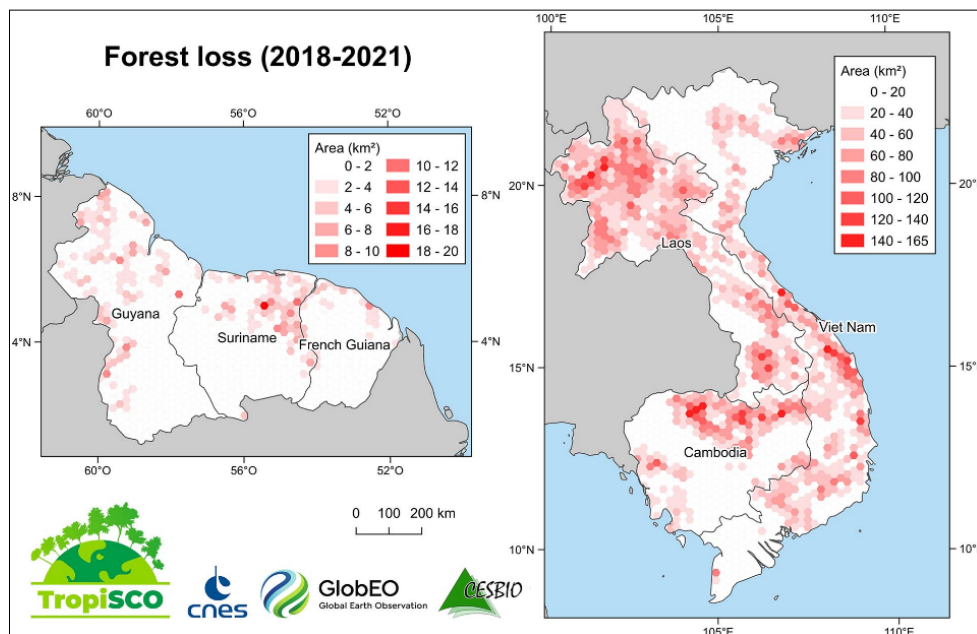 Forest loss (2018-2021)
60°0 56°0 52°O
8°N 8°N
4°N 4°N
60°O 56°O 52°O
Area (km²)
0 - 2 10 - 12
2 - 4 12 - 14
4 - 6 14 - 16
6 - 8 16 - 18
8 - 10 18 - 20
Guyana
Suriname
French Guiana
0 100 200 km
TropiSCO
cnes
GlobEO
Global Earth Observation
CESBIO
100°E 105°E 110°E
20°N 20°N
15°N 15°N
10°N 10°N
105°E 110°E
Area (km²)
0 - 20
20 - 40
40 - 60
60 - 80
80 - 100
100 - 120
120 - 140
140 - 165
Laos
Viet Nam
Cambodia